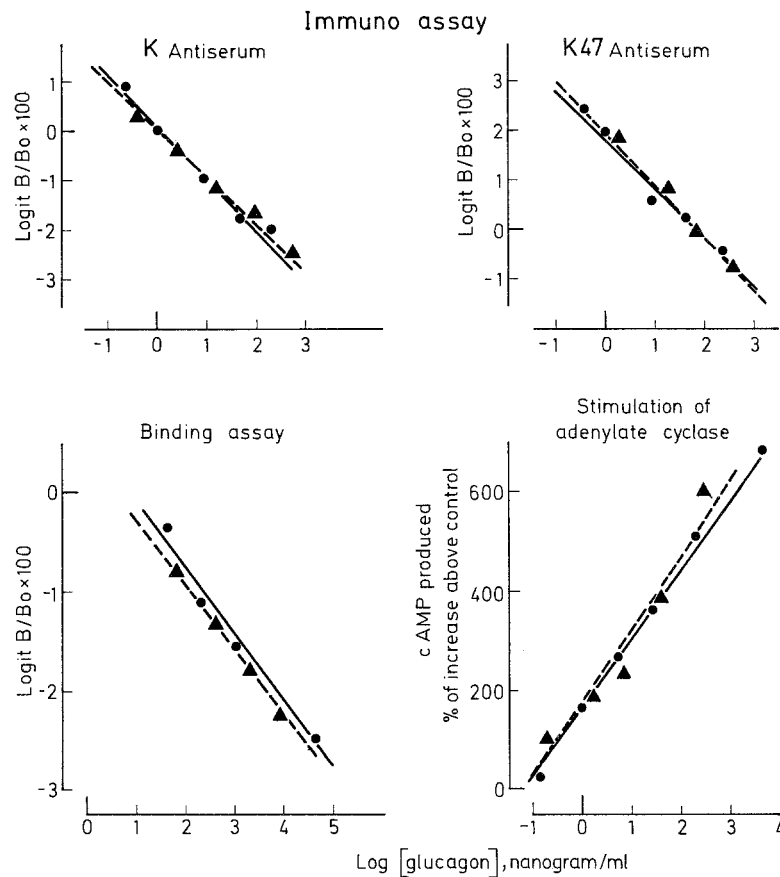 Immuno assay
K Antiserum
Logit B/Bo×100
1
0
-1
-2
-3
-1 0 1 2 3
K47 Antiserum
Logit B/Bo×100
3
2
1
0
-1
-1 0 1 2 3
Binding assay
Logit B/Bo×100
0
-1
-2
-3
0 1 2 3 4 5
Stimulation of
adenylate cyclase
c AMP produced
% of increase above control
600
400
200
0
-1 0 1 2 3 4
Log [glucagon], nanogram/ml